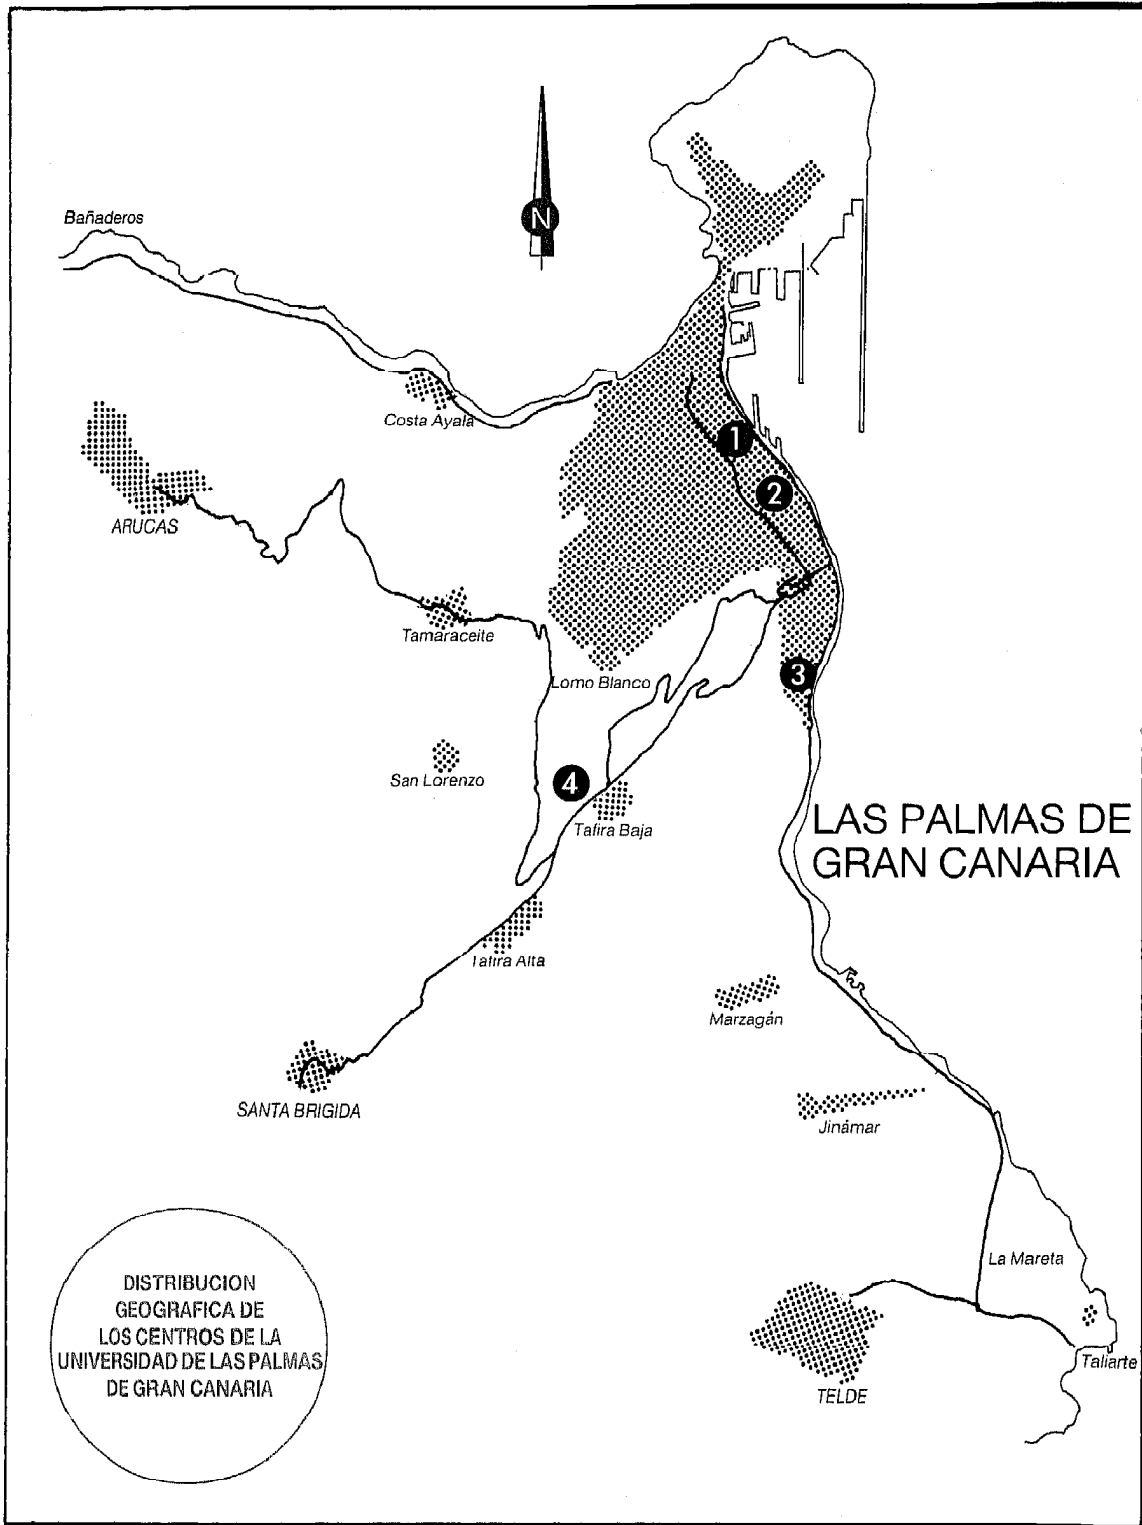 N
Bañaderos
Costa Ayala
1
2
ARUCAS
Tamaraceite
3
Lomo Blanco
San Lorenzo
4
Tafira Baja
LAS PALMAS DE
GRAN CANARIA
Tafira Alta
Marzagán
SANTA BRIGIDA
Jinámar
La Mareta
Taliarte
TELDE
DISTRIBUCION
GEOGRAFICA DE
LOS CENTROS DE LA
UNIVERSIDAD DE LAS PALMAS
DE GRAN CANARIA